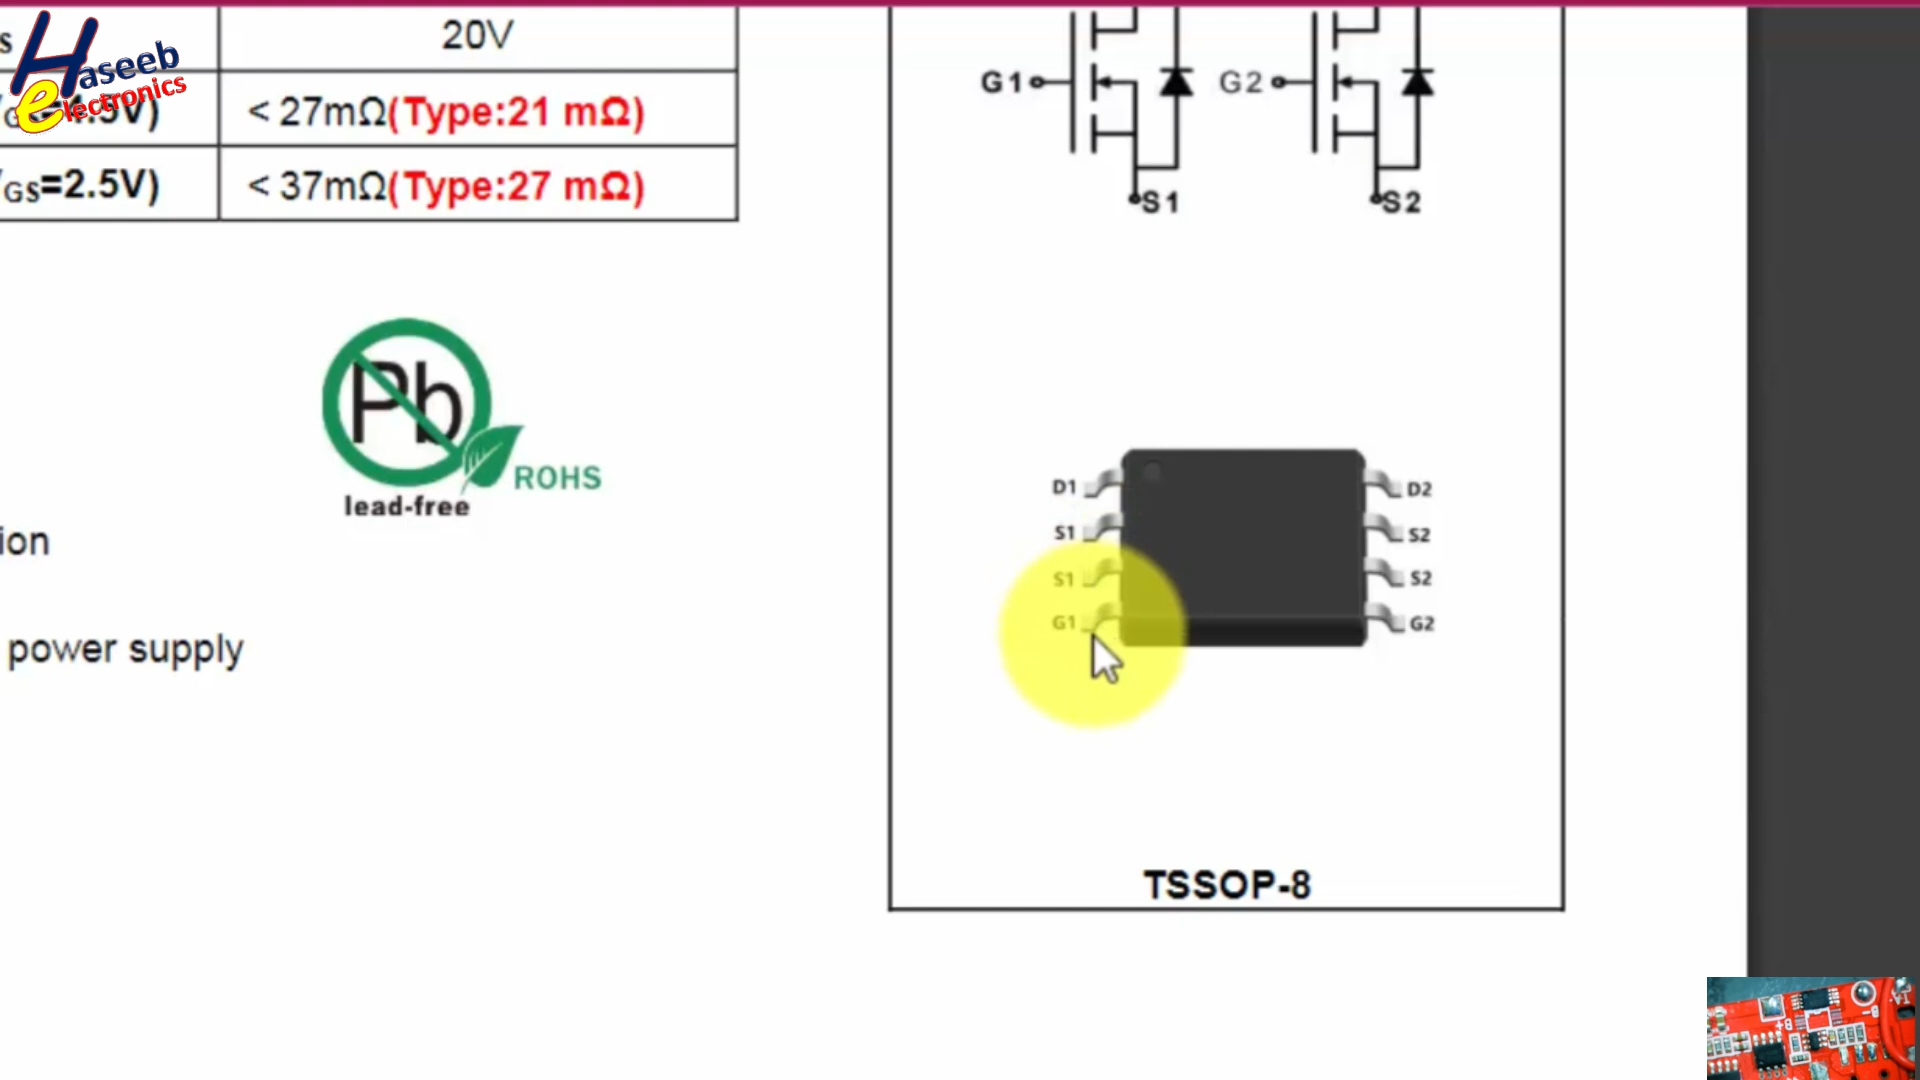 Haseeb
electronics
S
20V
< 27mΩ(Type:21 mΩ)
GS=2.5V)
< 37mΩ(Type:27 mΩ)
G1
G2
S1
S2
Pb
ROHS
lead-free
ion
power supply
D1
D2
S1
S2
S1
S2
G1
G2
TSSOP-8